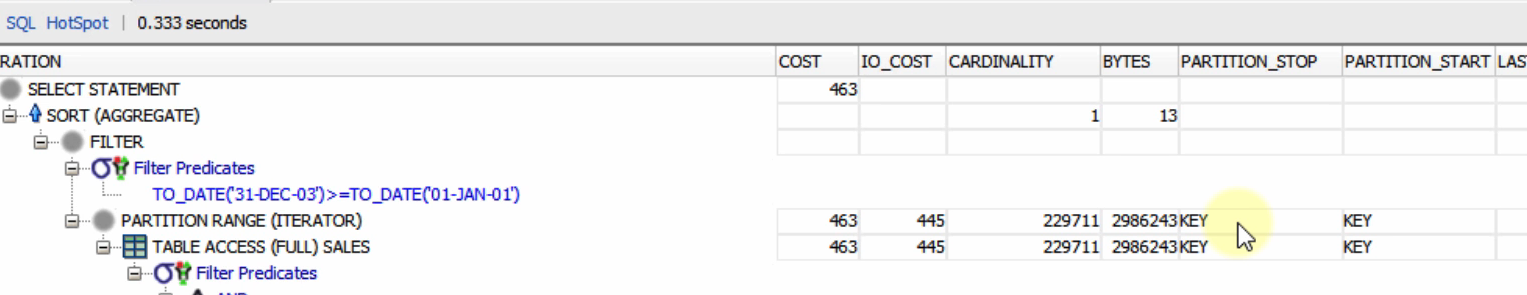 SQL HotSpot | 0.333 seconds
RATION COST IO_COST CARDINALITY BYTES PARTITION_STOP PARTITION_START LAS
SELECT STATEMENT 463
SORT (AGGREGATE) 1 13
FILTER
Filter Predicates
TO_DATE('31-DEC-03')>=TO_DATE('01-JAN-01')
PARTITION RANGE (ITERATOR) 463 445 229711 2986243 KEY KEY
TABLE ACCESS (FULL) SALES 463 445 229711 2986243 KEY KEY
Filter Predicates